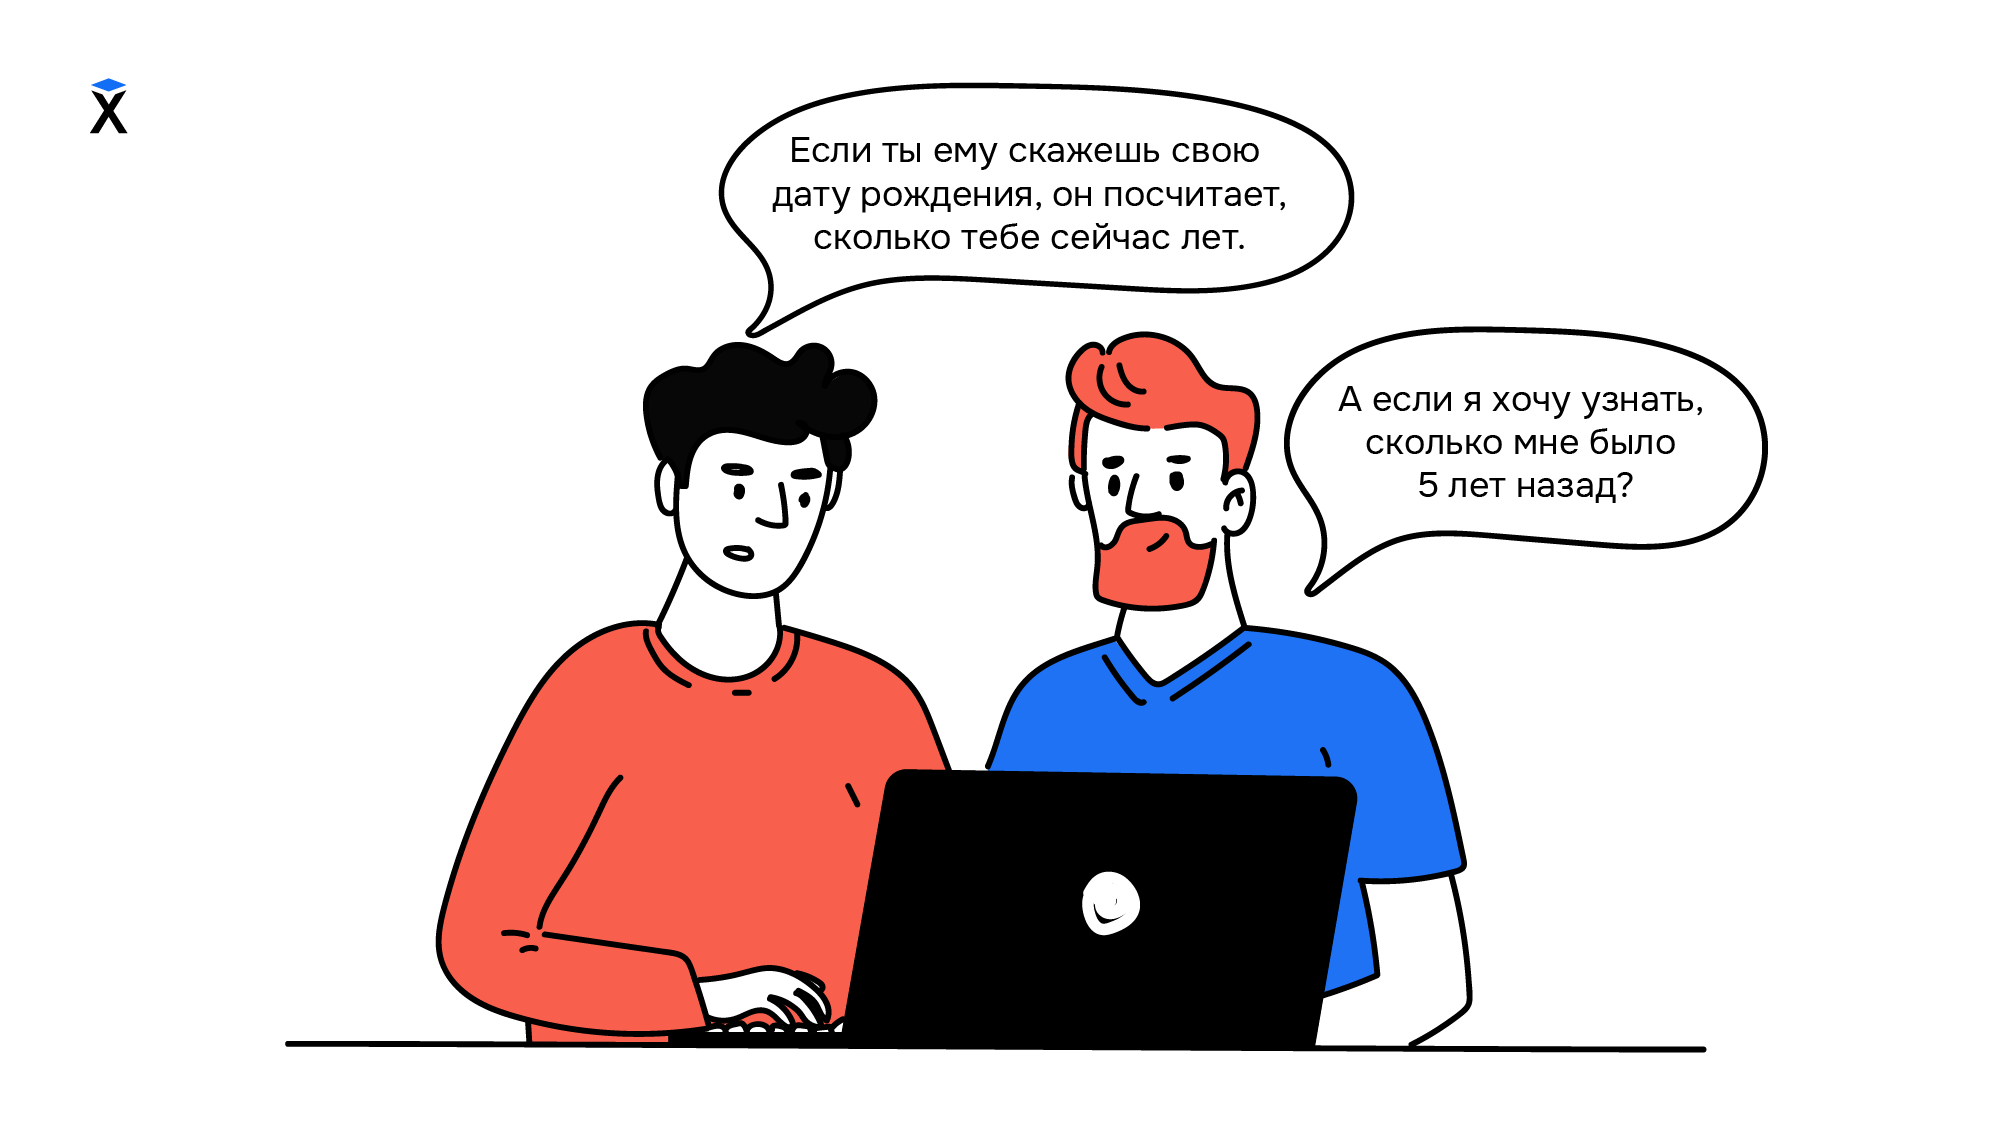 Если ты ему скажешь свою
дату рождения, он посчитает,
сколько тебе сейчас лет.
А если я хочу узнать,
сколько мне было
5 лет назад?